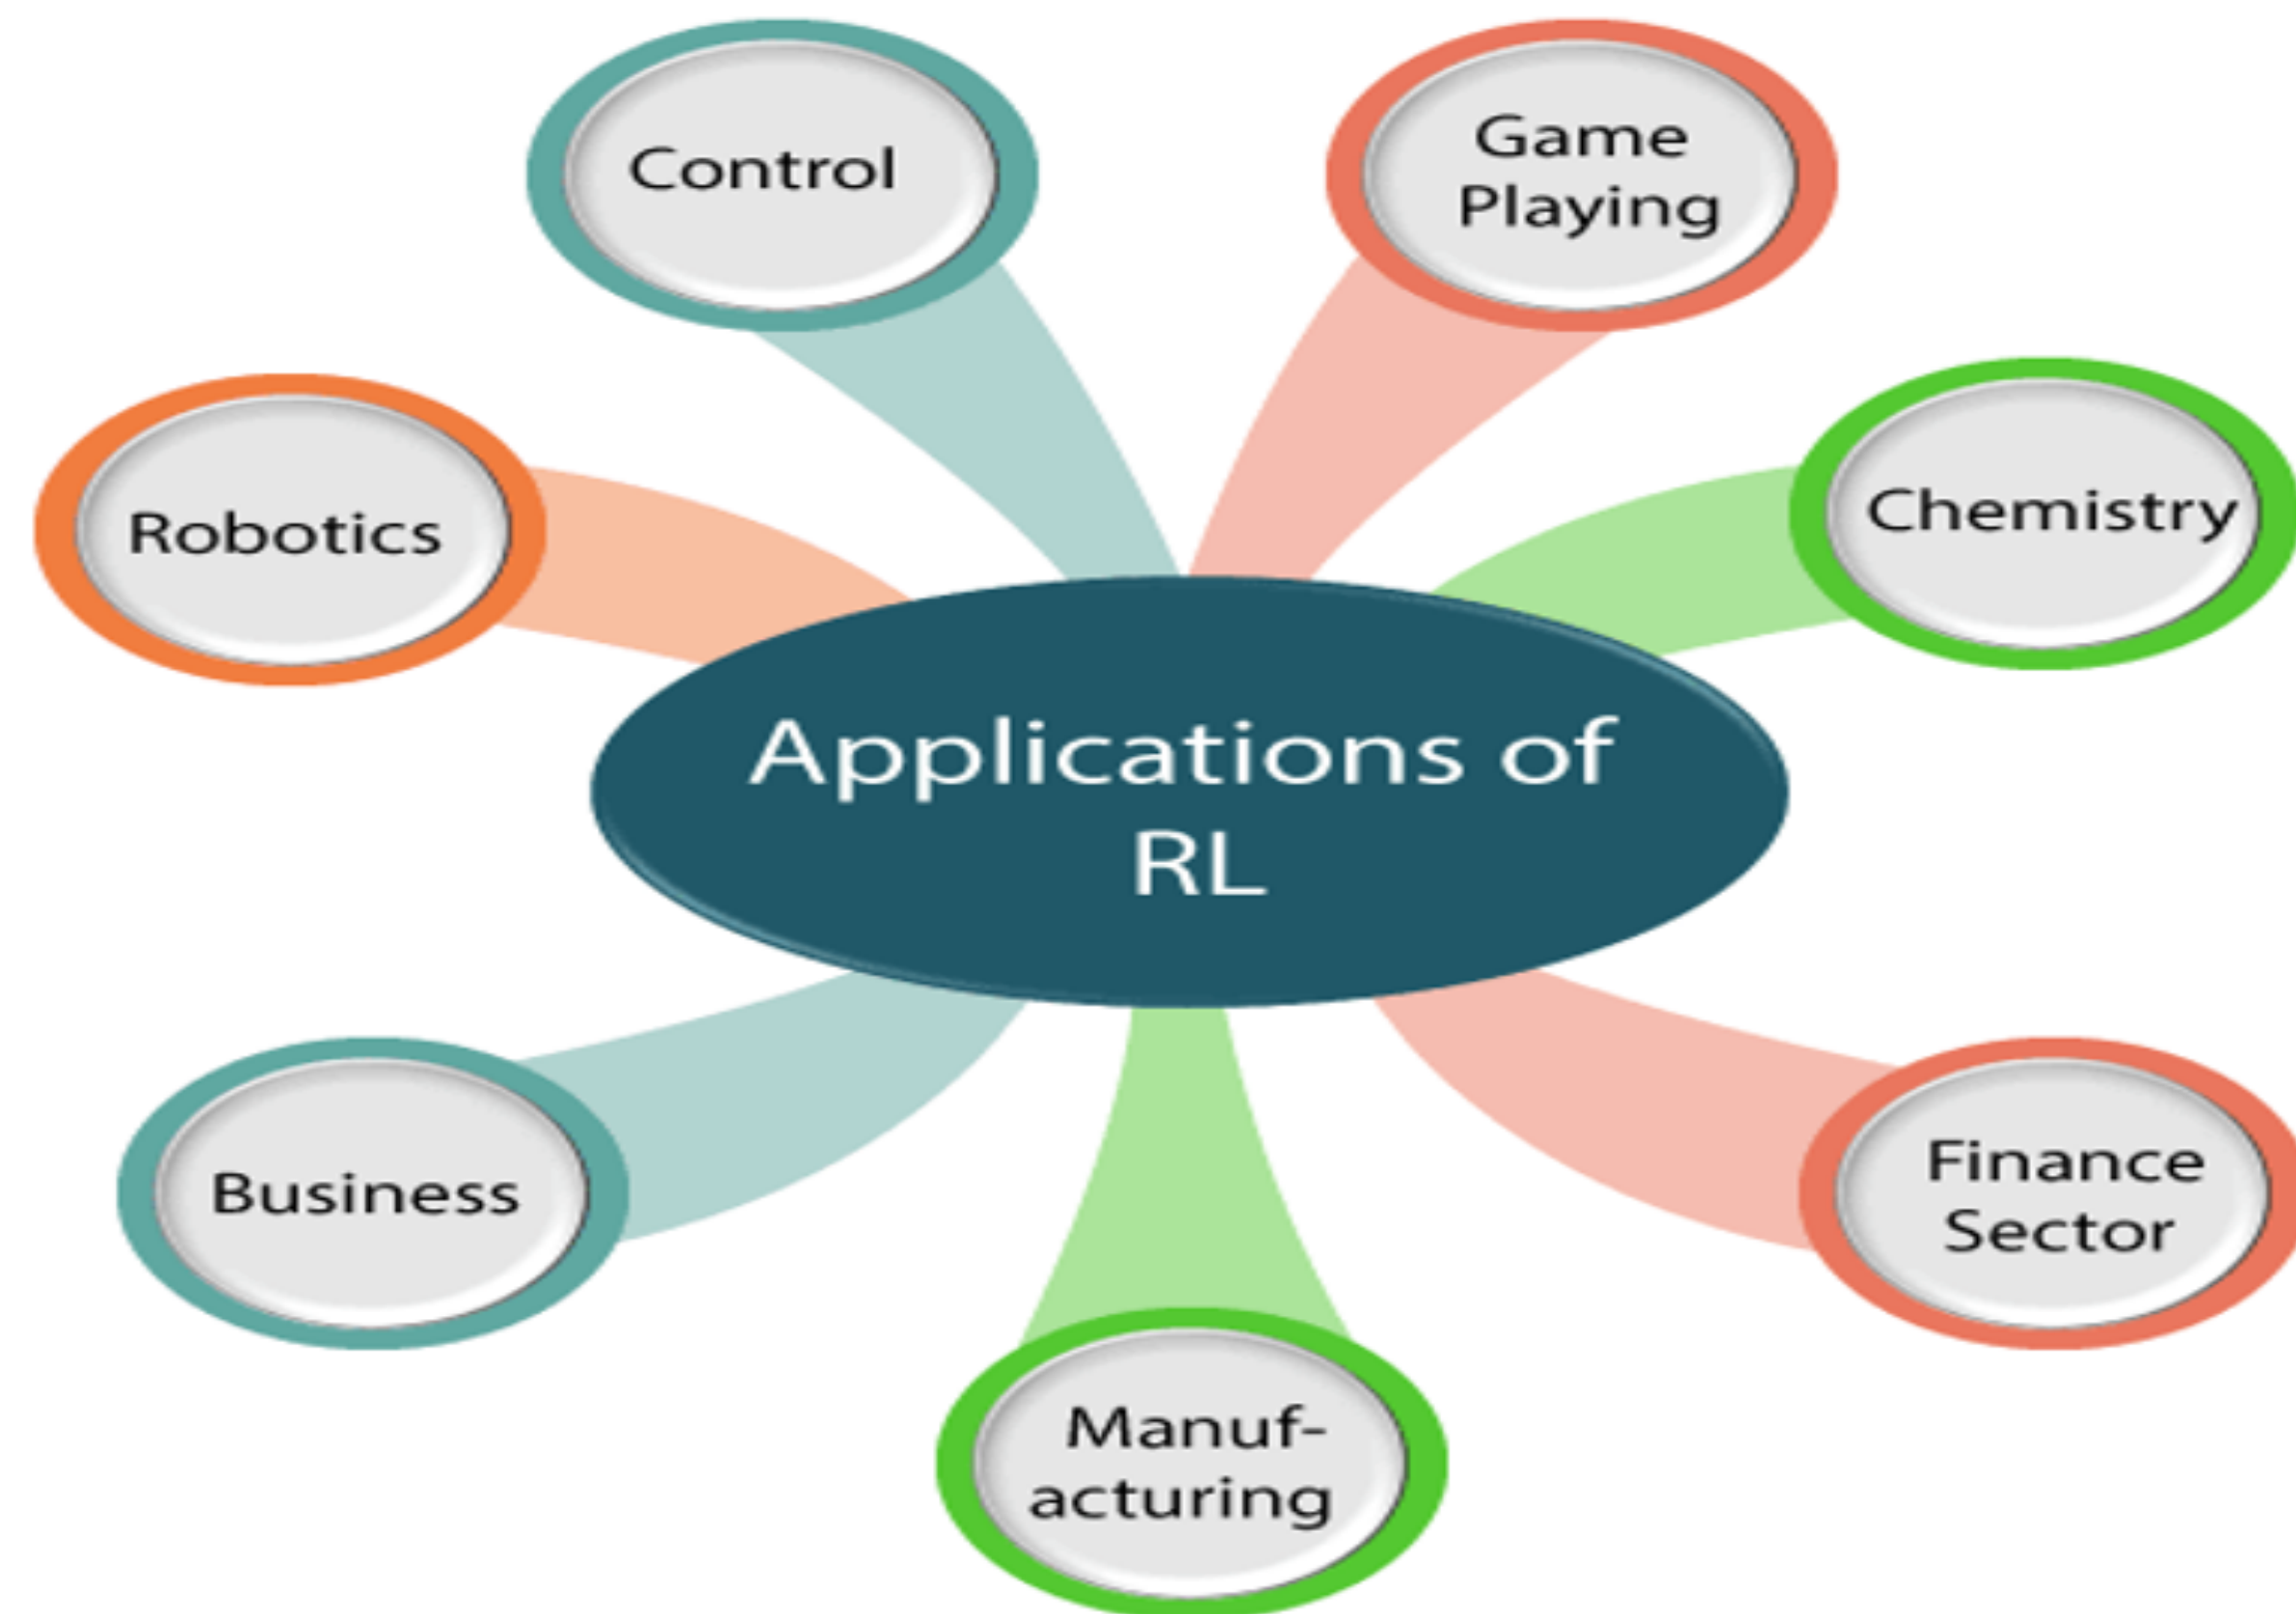 Control
Game
Playing
Robotics
Chemistry
Applications of
RL
Business
Finance
Sector
Manuf-
acturing